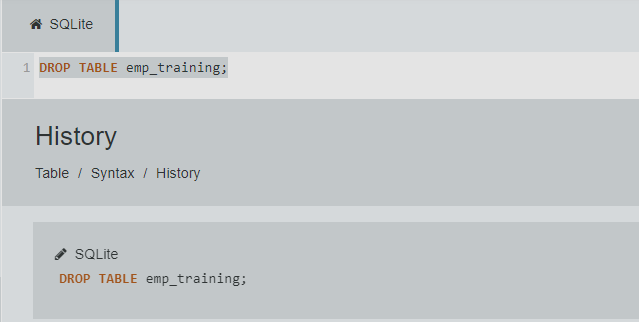 SQLite
1 DROP TABLE emp_training;
History
Table / Syntax / History
SQLite
DROP TABLE emp_training;